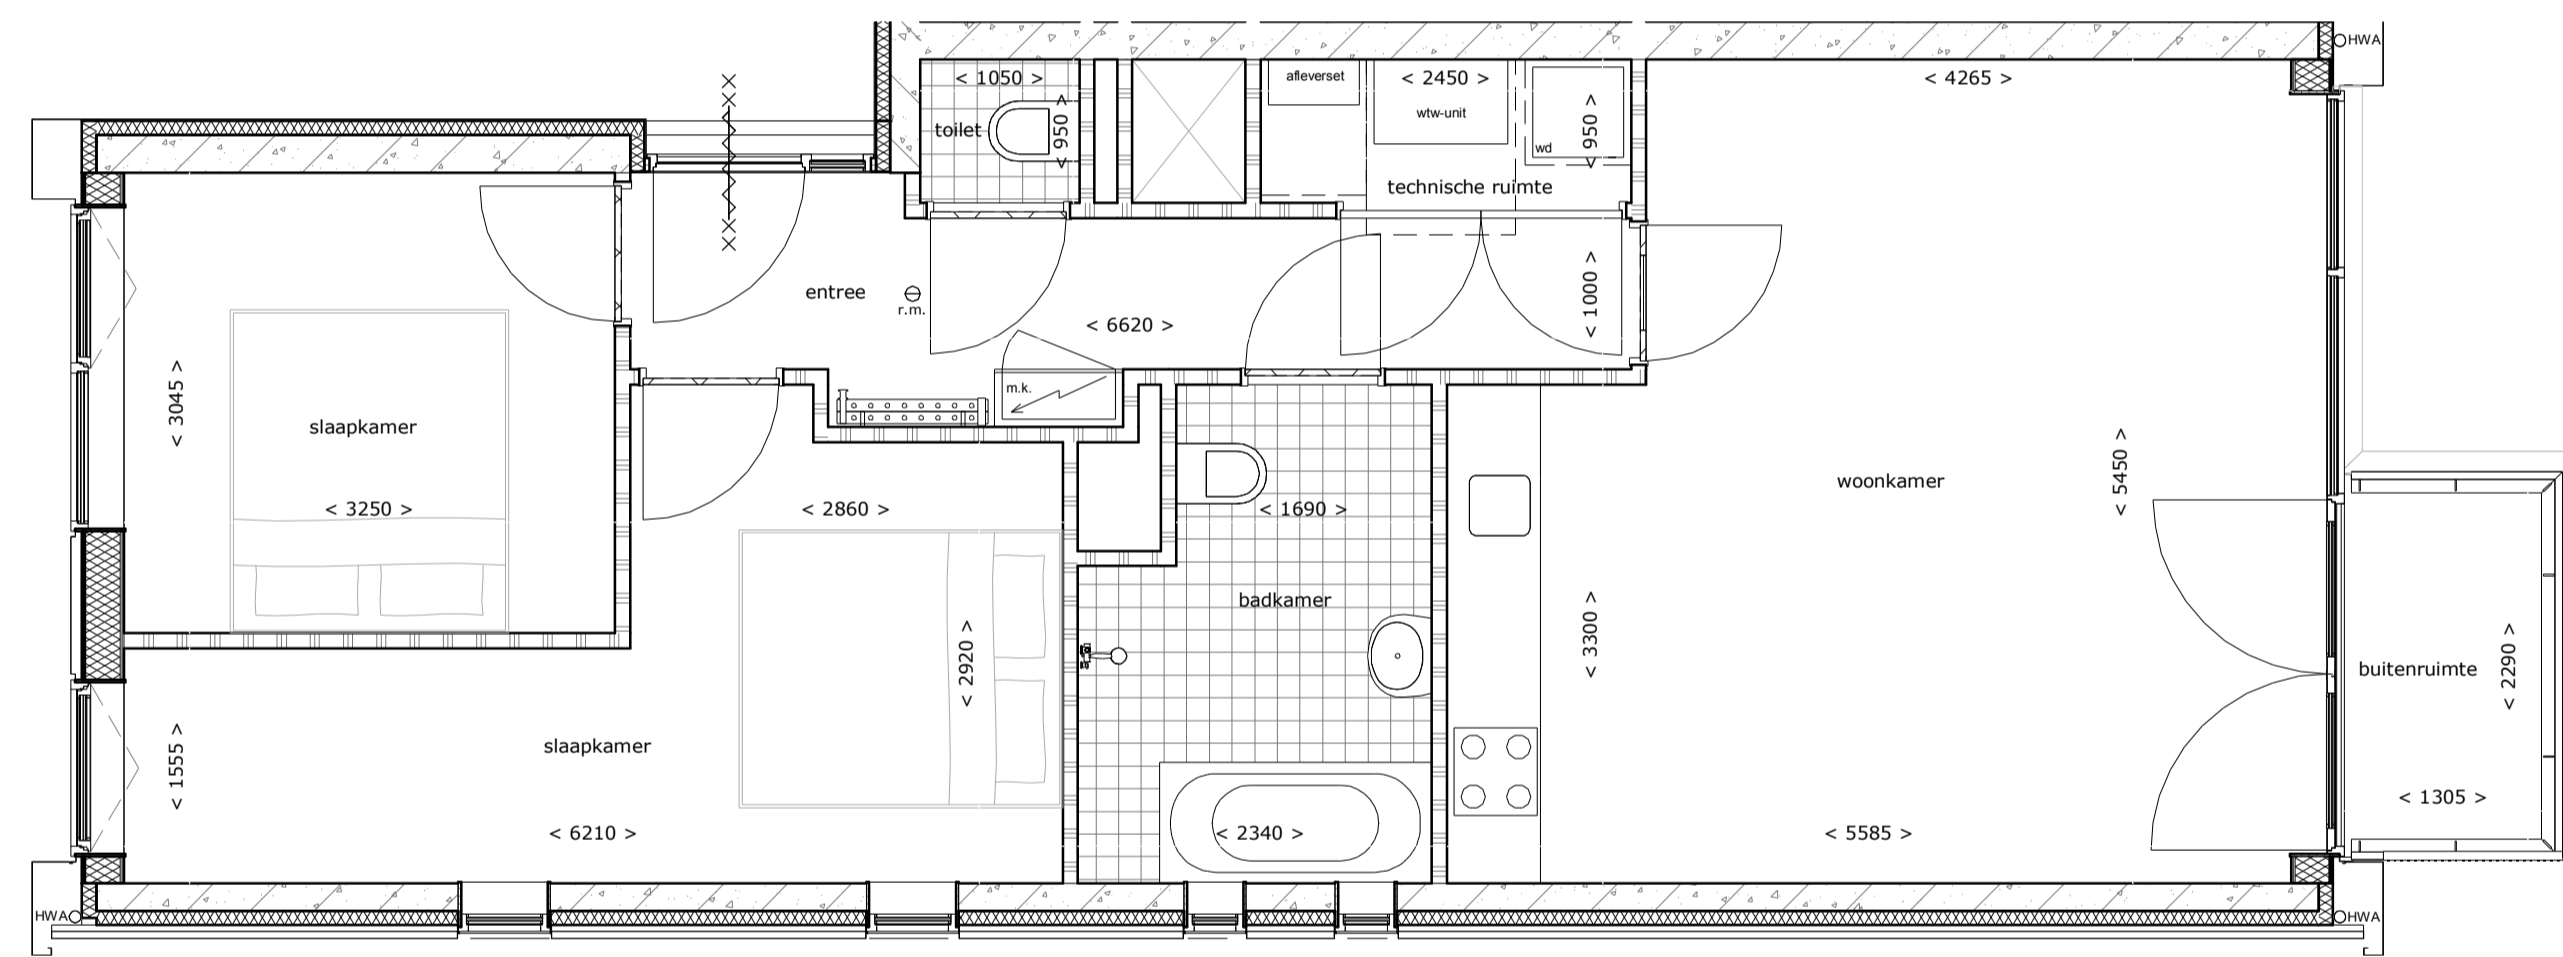 HWA
< 1050 >
afleverset
< 2450 >
< 4265 >
wtw-unit
toilet
< 950 >
< 950 >
wd
technische ruimte
entree
r.m.
< 6620 >
< 1000 >
m.k.
< 3045 >
slaapkamer
< 3250 >
< 2860 >
< 1690 >
woonkamer
< 5450 >
badkamer
< 3300 >
< 2920 >
buitenruimte
< 2290 >
slaapkamer
< 1555 >
< 6210 >
< 2340 >
< 5585 >
< 1305 >
HWA
HWA